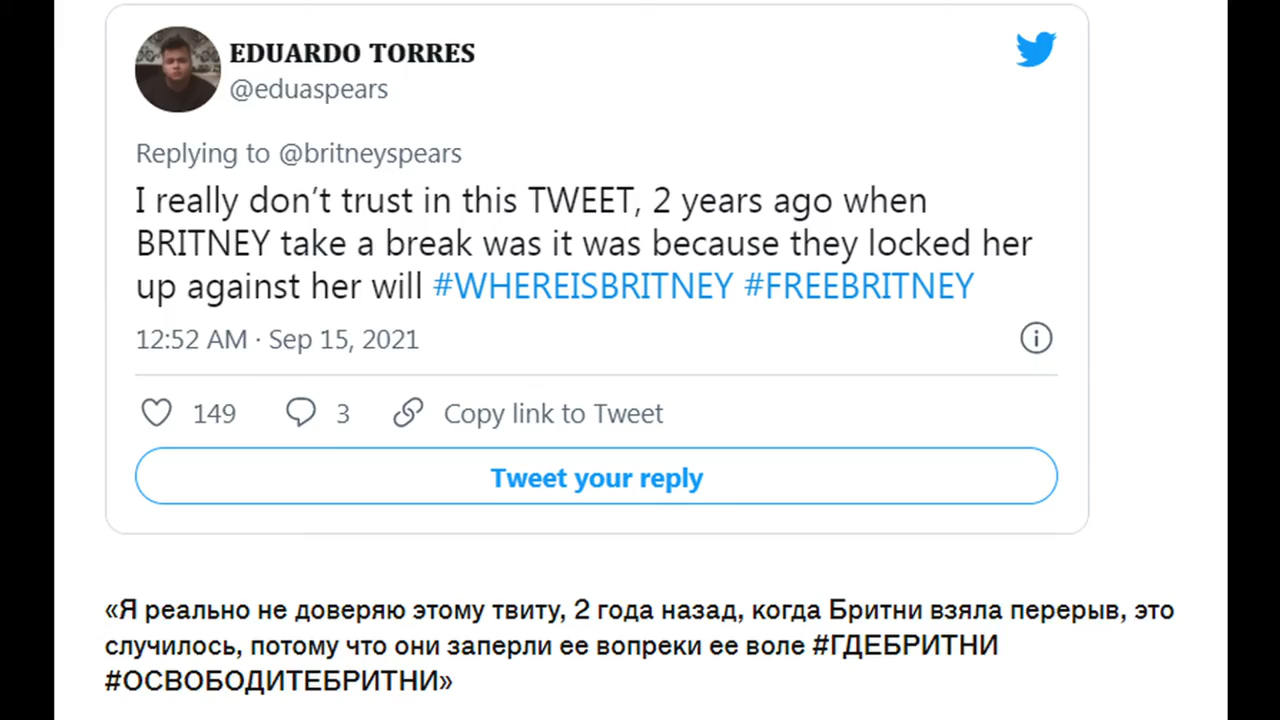 EDUARDO TORRES
@eduaspears
Replying to @britneyspears
I really don't trust in this TWEET, 2 years ago when
BRITNEY take a break was it was because they locked her
up against her will #WHEREISBRITNEY #FREEBRITNEY
12:52 AM · Sep 15, 2021
149 3 Copy link to Tweet
Tweet your reply
«Я реально не доверяю этому твиту, 2 года назад, когда Бритни взяла перерыв, это
случилось, потому что они заперли ее вопреки ее воле #ГДЕБРИТНИ
#ОСВОБОДИТЕБРИТНИ»